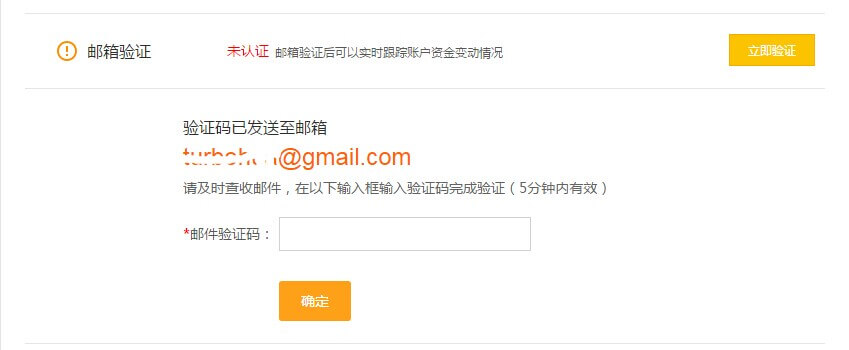 邮箱验证 未认证 邮箱验证后可以实时跟踪账户资金变动情况 立即验证
验证码已发送至邮箱
@gmail.com
请及时查收邮件，在以下输入框输入验证码完成验证（5分钟内有效）
*邮件验证码：
确定